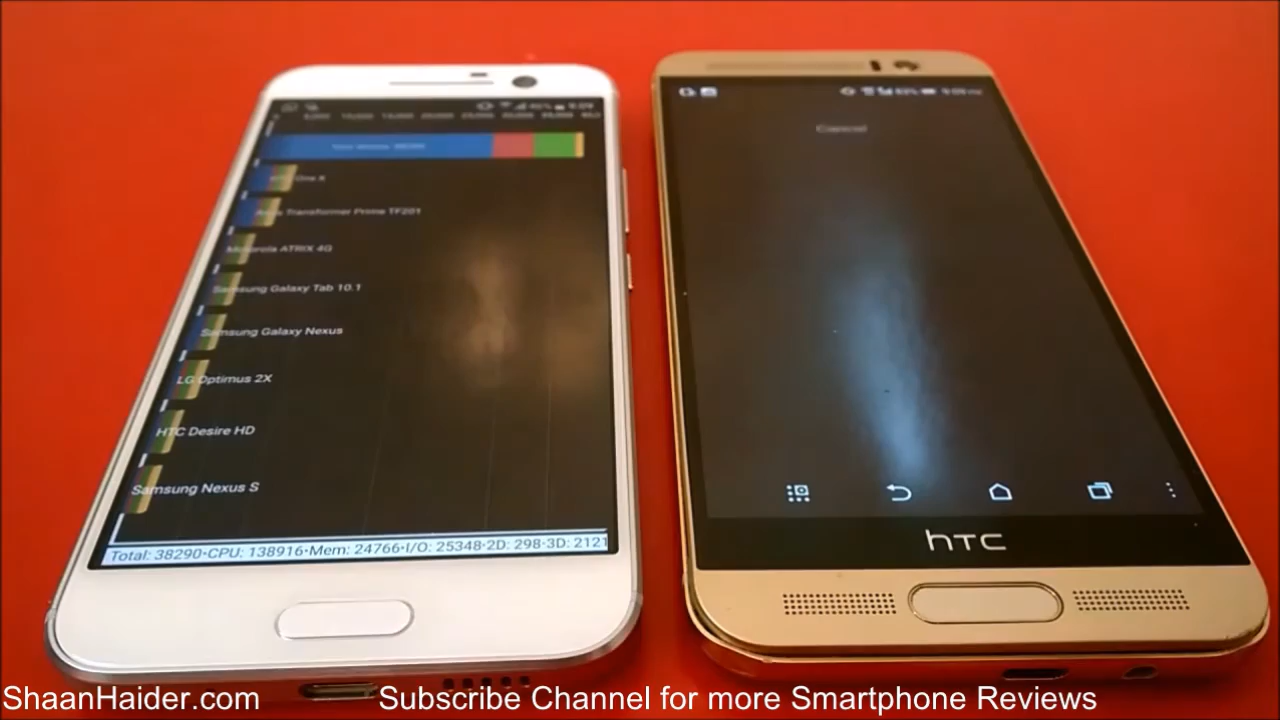 Cancel
One X
Asus Transformer Prime TF201
Motorola ATRIX 4G
Samsung Galaxy Tab 10.1
Samsung Galaxy Nexus
LG Optimus 2X
HTC Desire HD
Samsung Nexus S
Total: 38290•CPU: 138916•Mem: 24766•I/O: 25348•2D: 298•3D: 2121
hTC
ShaanHaider.com
Subscribe Channel for more Smartphone Reviews